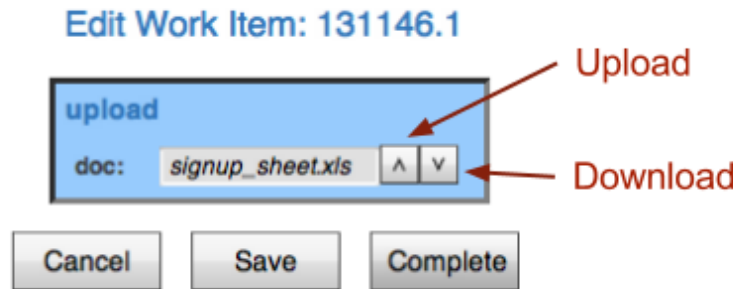 Edit Work Item: 131146.1
Upload
upload
doc: signup_sheet.xls ^ v
Download
Cancel Save Complete